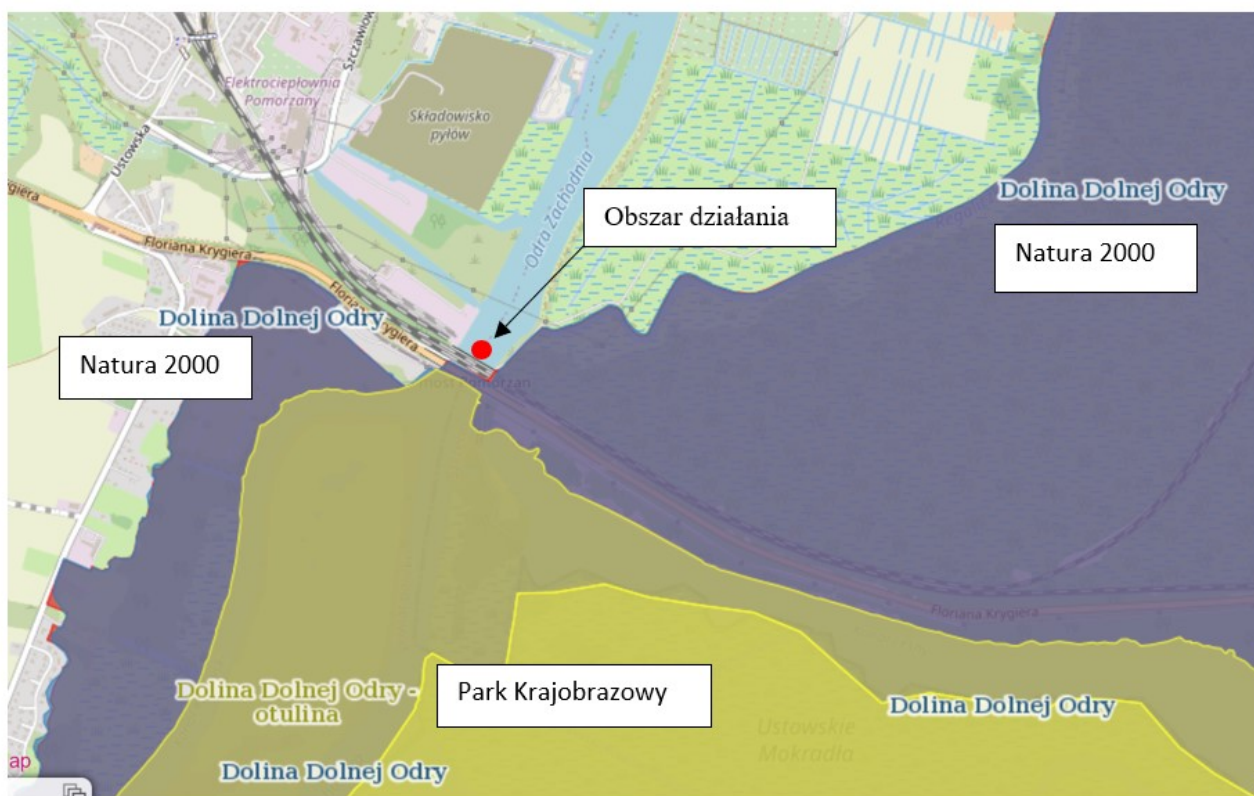 Szczawiow
Elektrociepłownia
Pomorzany
Ustowska
Składowisko
pyłów
Dolina Dolnej Odry
Natura 2000
Obszar działania
Odra Zachodnia
Floriana Krygiera
Floriana Krygiera
Dolina Dolnej Odry
Natura 2000
Floriana Krygiera
Dolina Dolnej Odry -
otulina
Park Krajobrazowy
Dolina Dolnej Odry
Ustowskie
Mokradła
ap
Dolina Dolnej Odry